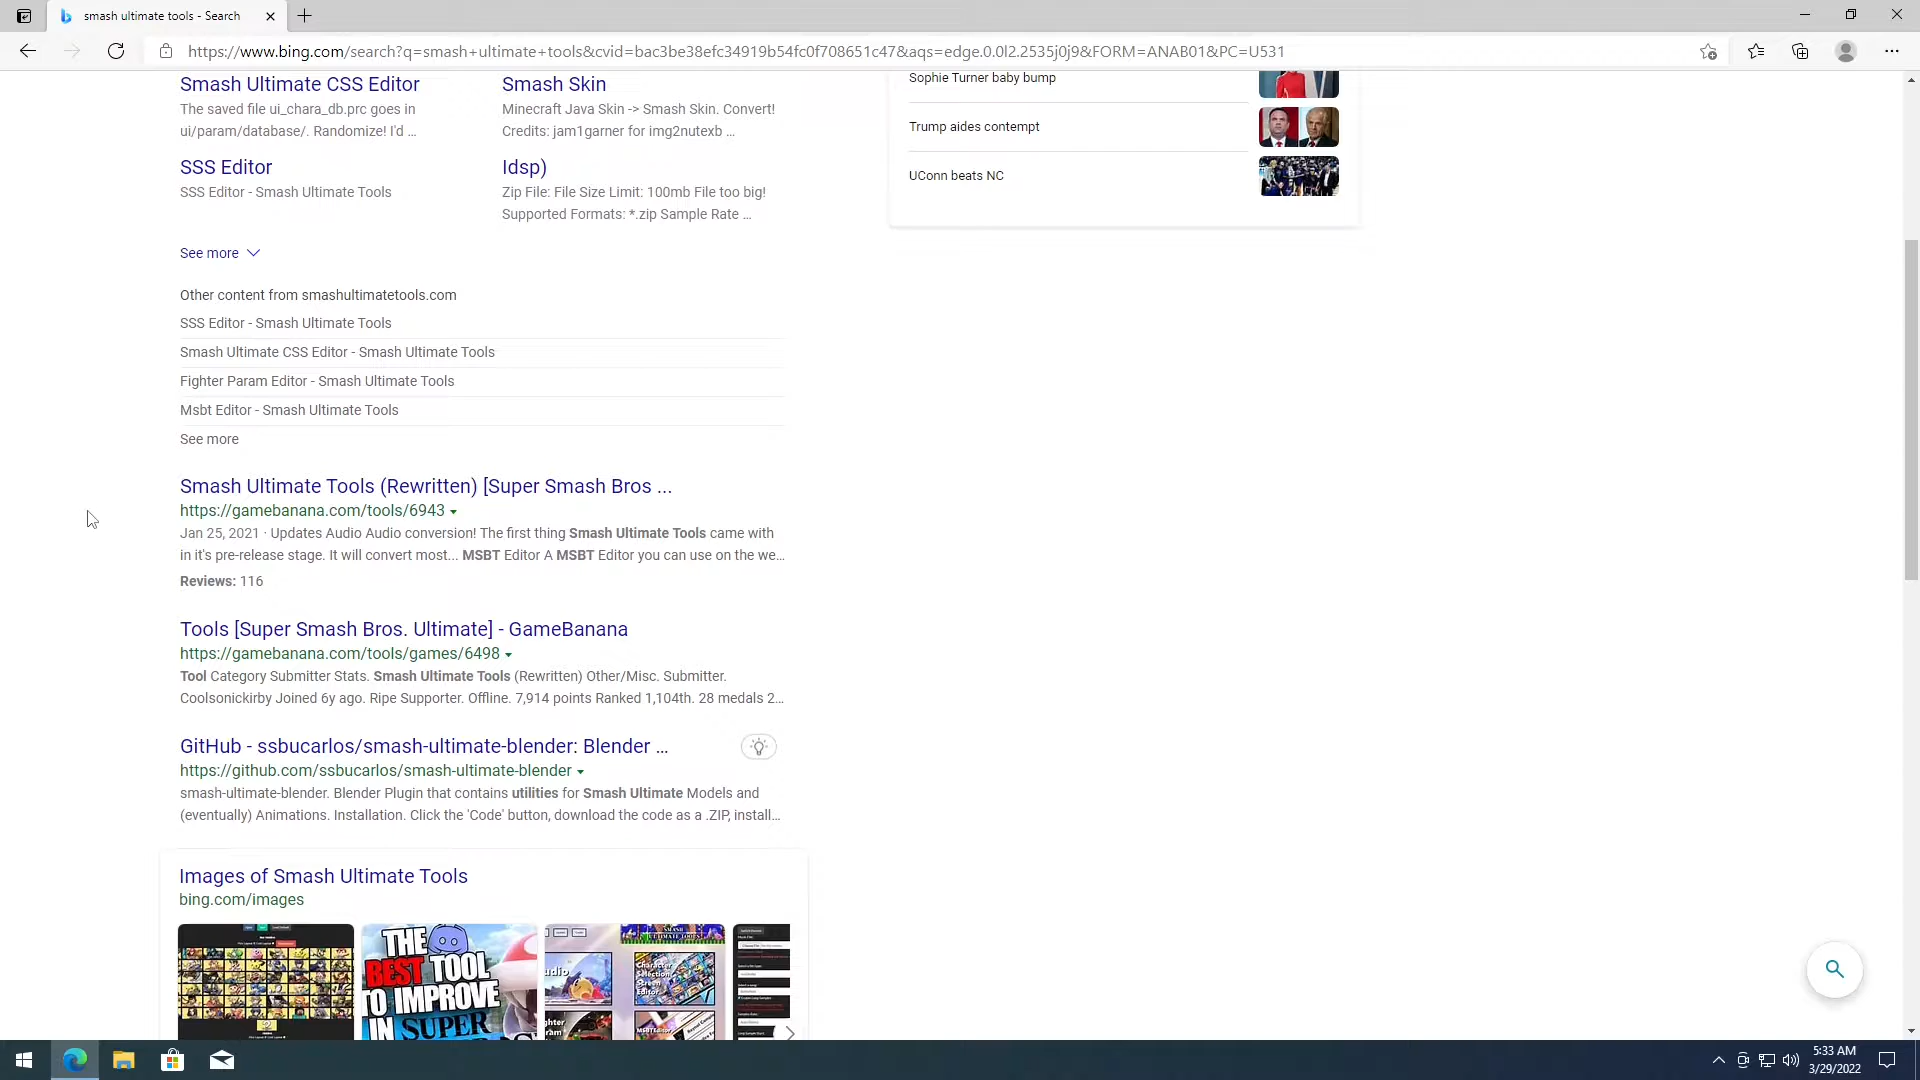 smash ultimate tools - Search
https://www.bing.com/search?q=smash+ultimate+tools&cvid=bac3be38efc34919b54fc0f708651c47&aqs=edge.0.0l2.2535j0j9&FORM=ANAB01&PC=U531
Smash Ultimate CSS Editor
The saved file ui_chara_db.prc goes in
ui/param/database/. Randomize! I'd ...
Smash Skin
Minecraft Java Skin -> Smash Skin. Convert!
Credits: jam1garner for img2nutexb ...
SSS Editor
SSS Editor - Smash Ultimate Tools
Idsp)
Zip File: File Size Limit: 100mb File too big!
Supported Formats: *.zip Sample Rate ...
See more
Other content from smashultimatetools.com
SSS Editor - Smash Ultimate Tools
Smash Ultimate CSS Editor - Smash Ultimate Tools
Fighter Param Editor - Smash Ultimate Tools
Msbt Editor - Smash Ultimate Tools
See more
Smash Ultimate Tools (Rewritten) [Super Smash Bros ...
https://gamebanana.com/tools/6943
Jan 25, 2021 · Updates Audio Audio conversion! The first thing Smash Ultimate Tools came with
in it's pre-release stage. It will convert most... MSBT Editor A MSBT Editor you can use on the we...
Reviews: 116
Tools [Super Smash Bros. Ultimate] - GameBanana
https://gamebanana.com/tools/games/6498
Tool Category Submitter Stats. Smash Ultimate Tools (Rewritten) Other/Misc. Submitter.
Coolsonickirby Joined 6y ago. Ripe Supporter. Offline. 7,914 points Ranked 1,104th. 28 medals 2...
GitHub - ssbucarlos/smash-ultimate-blender: Blender ...
https://github.com/ssbucarlos/smash-ultimate-blender
smash-ultimate-blender. Blender Plugin that contains utilities for Smash Ultimate Models and
(eventually) Animations. Installation. Click the 'Code' button, download the code as a .ZIP, install...
Images of Smash Ultimate Tools
bing.com/images
THE
BEST TOOL
TO IMPROVE
IN SUPER
SMASH
ULTIMATE TOOLS
Character
Selection
Screen
Editor
MSBT Editor
Sophie Turner baby bump
Trump aides contempt
UConn beats NC
5:33 AM
3/29/2022